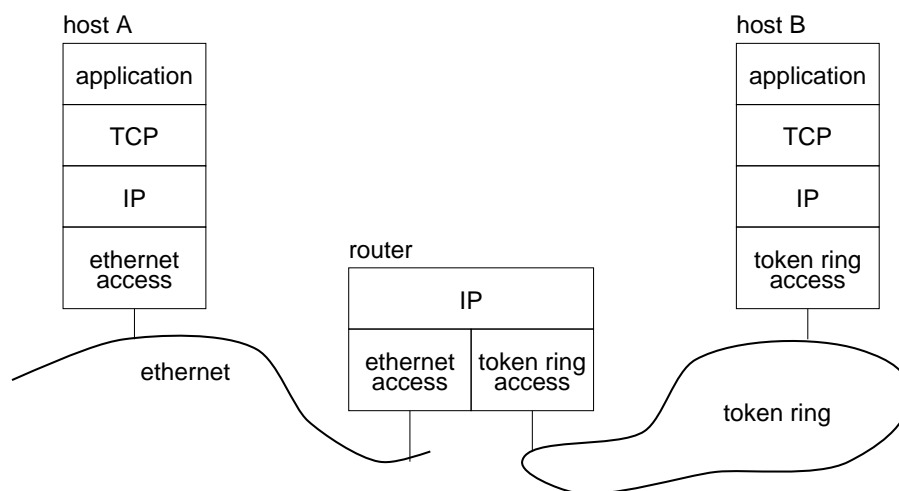 host A
application
TCP
IP
ethernet
access
ethernet
router
IP
ethernet
access
token ring
access
host B
application
TCP
IP
token ring
access
token ring